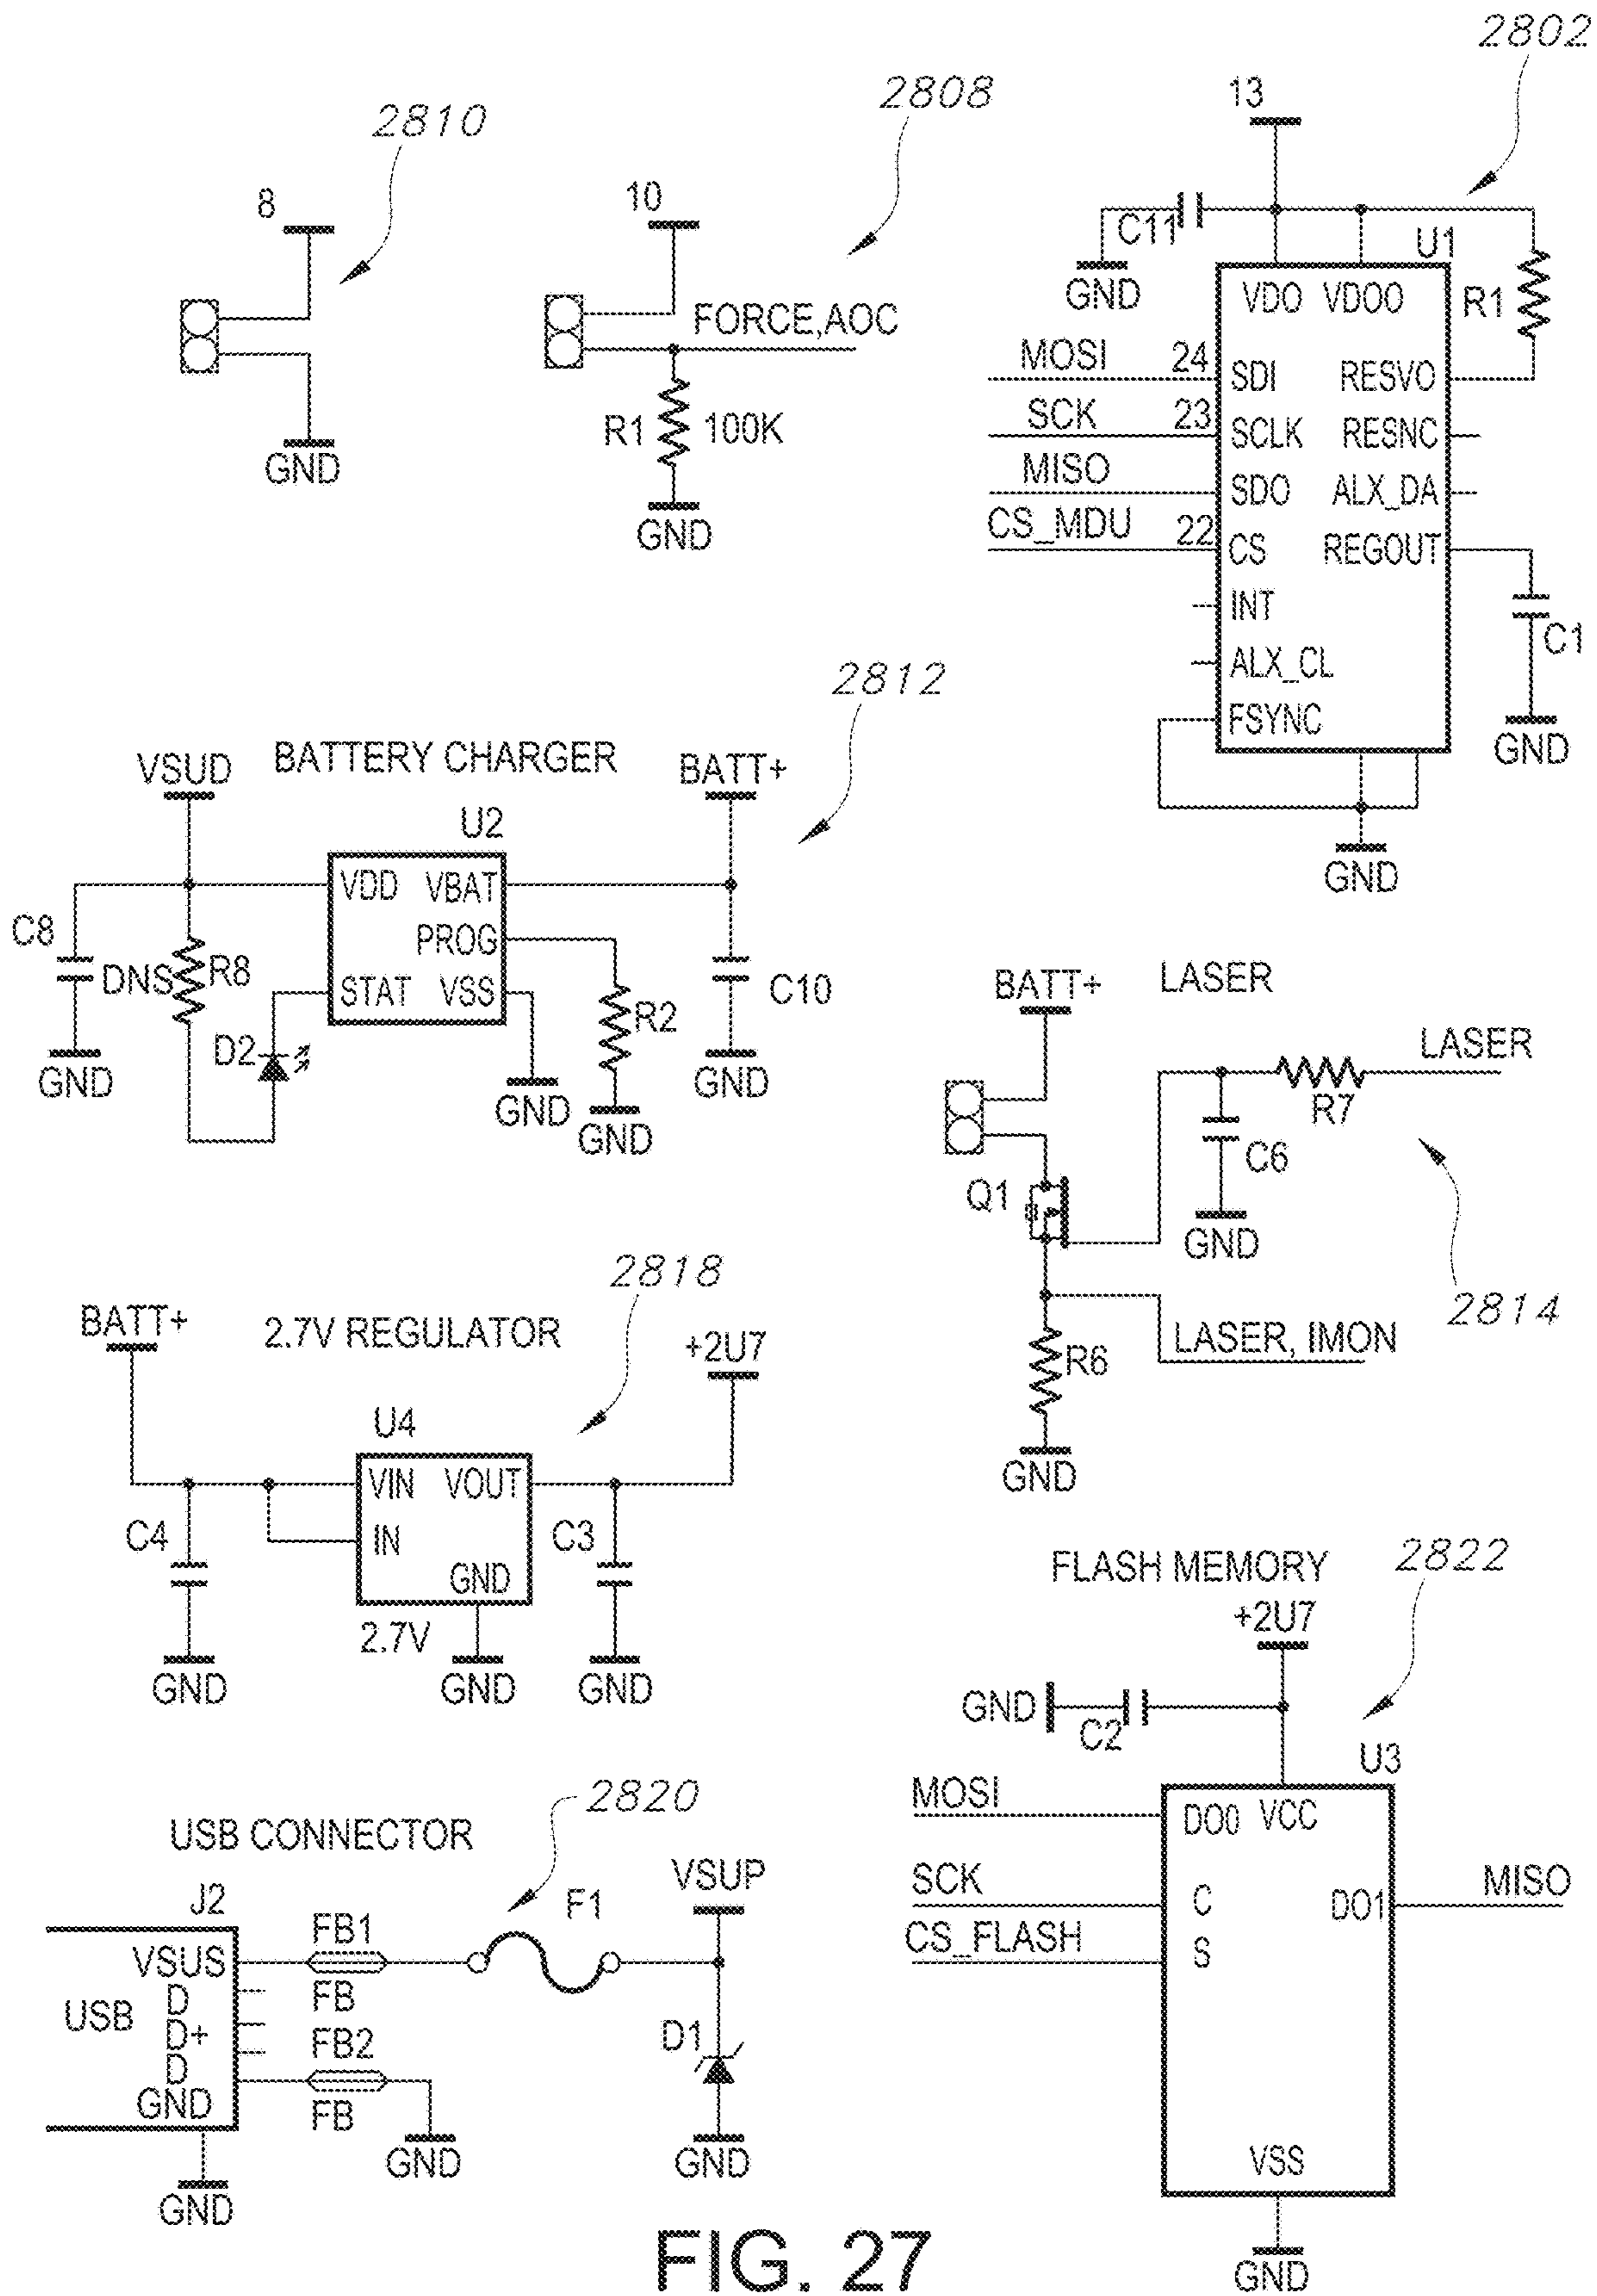 2810
8
GND
2808
10
FORCE,AOC
R1
100K
GND
2802
13
C11
GND
U1
R1
VDO VDOO
MOSI 24 SDI RESVO
SCK 23 SCLK RESNC
MISO SDO ALX_DA
CS_MDU 22 CS REGOUT
INT
ALX_CL
FSYNC
C1
GND
GND
2812
BATTERY CHARGER
VSUD
BATT+
U2
VDD VBAT
PROG
STAT VSS
C8
DNS
R8
D2
R2
C10
GND
GND
GND
GND
LASER
BATT+
LASER
R7
C6
GND
Q1
2814
LASER, IMON
R6
GND
2818
2.7V REGULATOR
BATT+
+2U7
U4
VIN VOUT
IN
GND
C4
C3
2.7V
GND
GND
GND
2822
FLASH MEMORY
+2U7
GND
C2
U3
MOSI
DO0 VCC
SCK
C
DO1
MISO
CS_FLASH
S
VSS
GND
2820
USB CONNECTOR
J2
FB1
F1
VSUP
VSUS
FB
D
USB
D+
FB2
D
GND
FB
D1
GND
GND
GND
FIG. 27